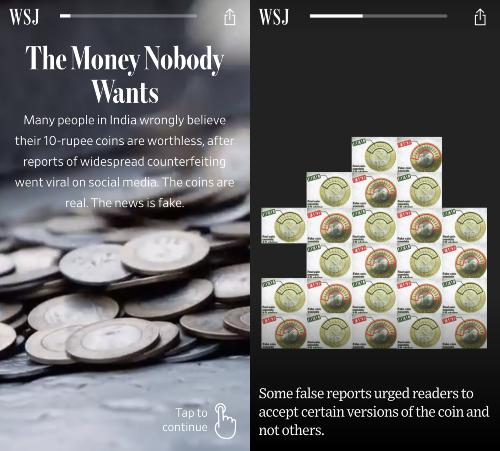 WSJ
The Money Nobody
Wants
Many people in India wrongly believe
their 10-rupee coins are worthless, after
reports of widespread counterfeiting
went viral on social media. The coins are
real. The news is fake.
Tap to
continue
WSJ
Some false reports urged readers to
accept certain versions of the coin and
not others.